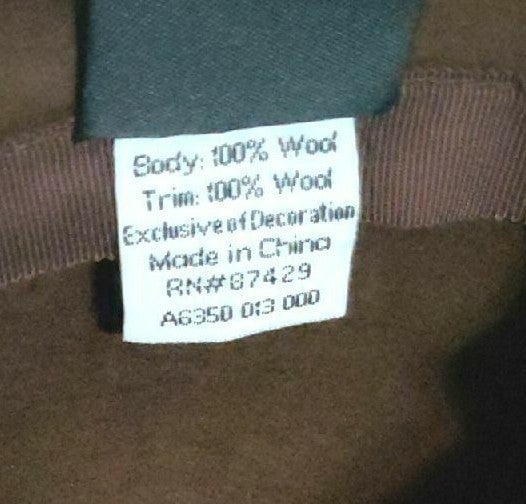 Body: 100% Wool
Trim: 100% Wool
Exclusive of Decoration
Made in China
RN#87429
A6350 013 000